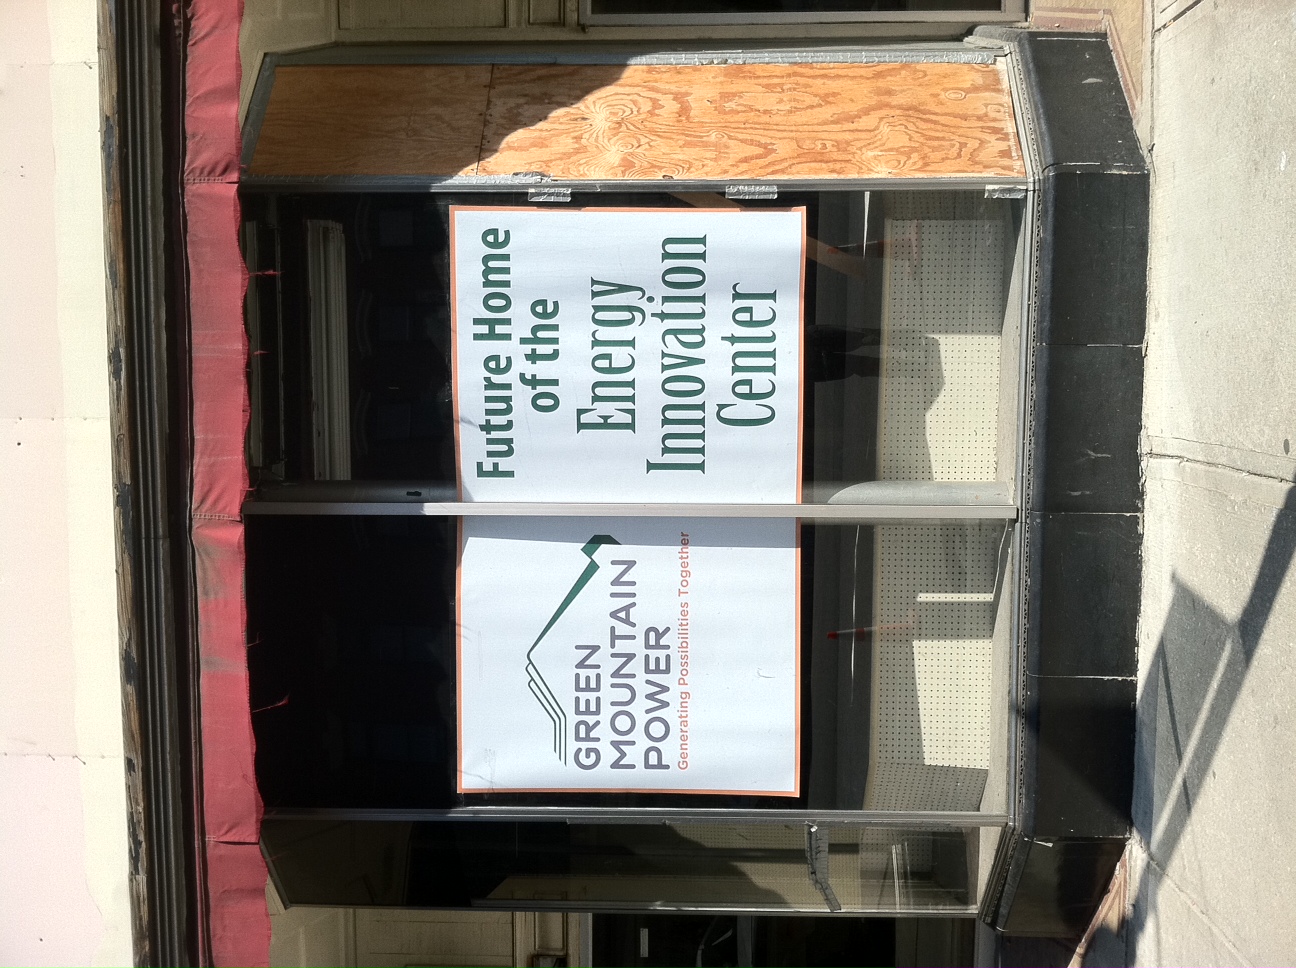 GREEN
MOUNTAIN
POWER
Generating Possibilities Together
Future Home
of the
Energy
Innovation
Center